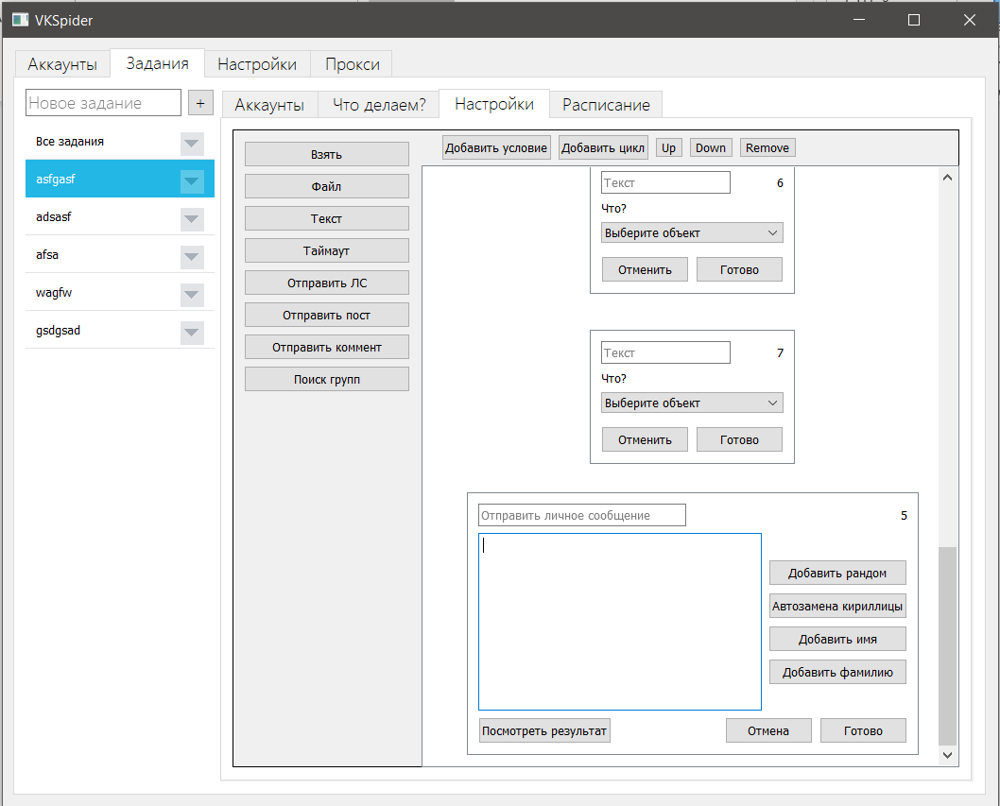 VKSpider
Аккаунты Задания Настройки Прокси
Новое задание +
Все задания
asfgasf
adsasf
afsa
wagfw
gsdgsad
Аккаунты Что делаем? Настройки Расписание
Взять
Файл
Текст
Таймаут
Отправить ЛС
Отправить пост
Отправить коммент
Поиск групп
Добавить условие Добавить цикл Up Down Remove
Текст 6
Что?
Выберите объект
Отменить Готово
Текст 7
Что?
Выберите объект
Отменить Готово
Отправить личное сообщение 5
Добавить рандом
Автозамена кириллицы
Добавить имя
Добавить фамилию
Посмотреть результат Отмена Готово